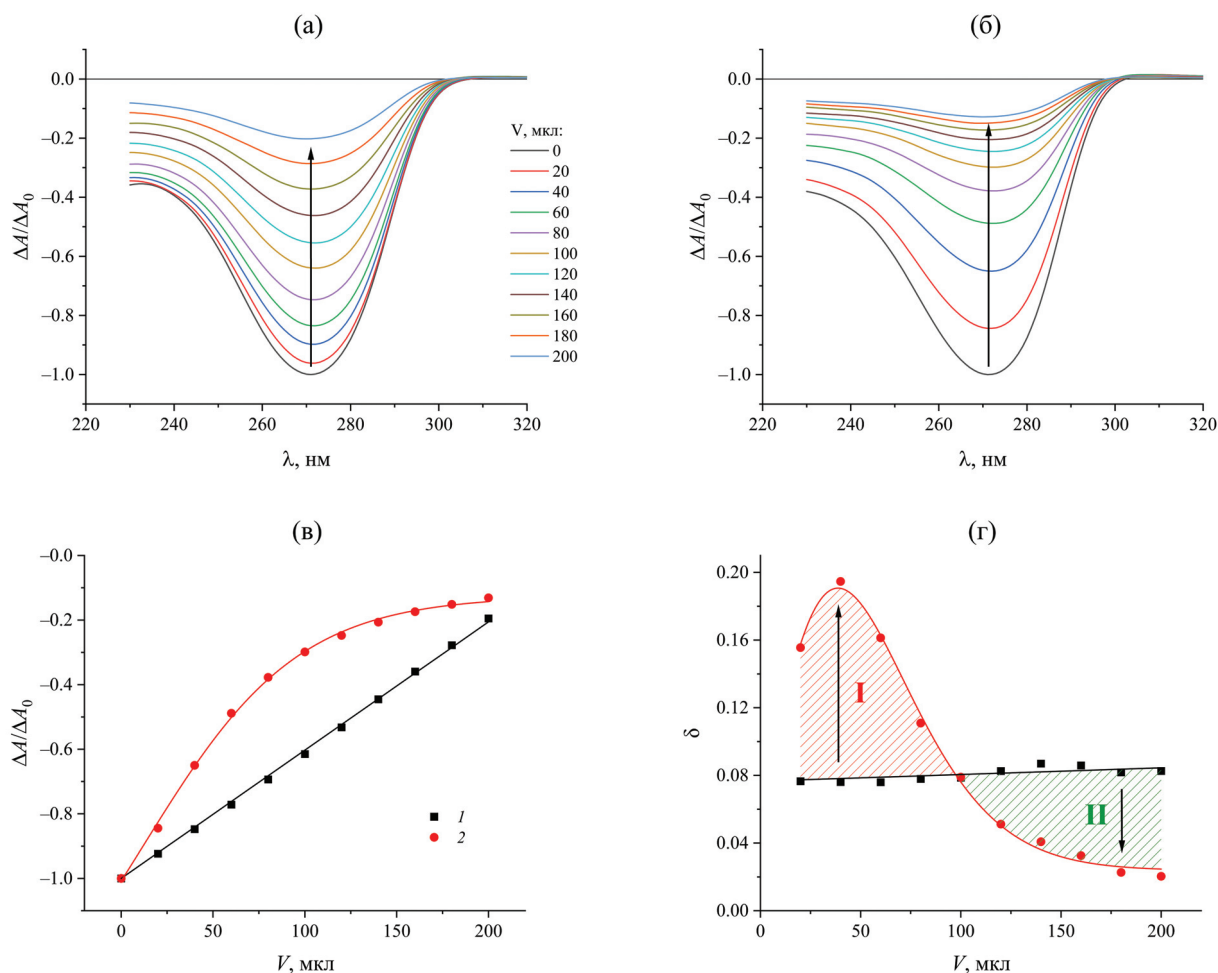 (а)
0.0
–0.2
–0.4
–0.6
–0.8
–1.0
ΔA/ΔA₀
220 240 260 280 300 320
λ, нм
V, мкл:
0
20
40
60
80
100
120
140
160
180
200
(б)
0.0
–0.2
–0.4
–0.6
–0.8
–1.0
ΔA/ΔA₀
220 240 260 280 300 320
λ, нм
(в)
–0.0
–0.2
–0.4
–0.6
–0.8
–1.0
ΔA/ΔA₀
1
2
0 50 100 150 200
V, мкл
(г)
0.20
0.16
0.12
0.08
0.04
0.00
δ
I
II
0 50 100 150 200
V, мкл